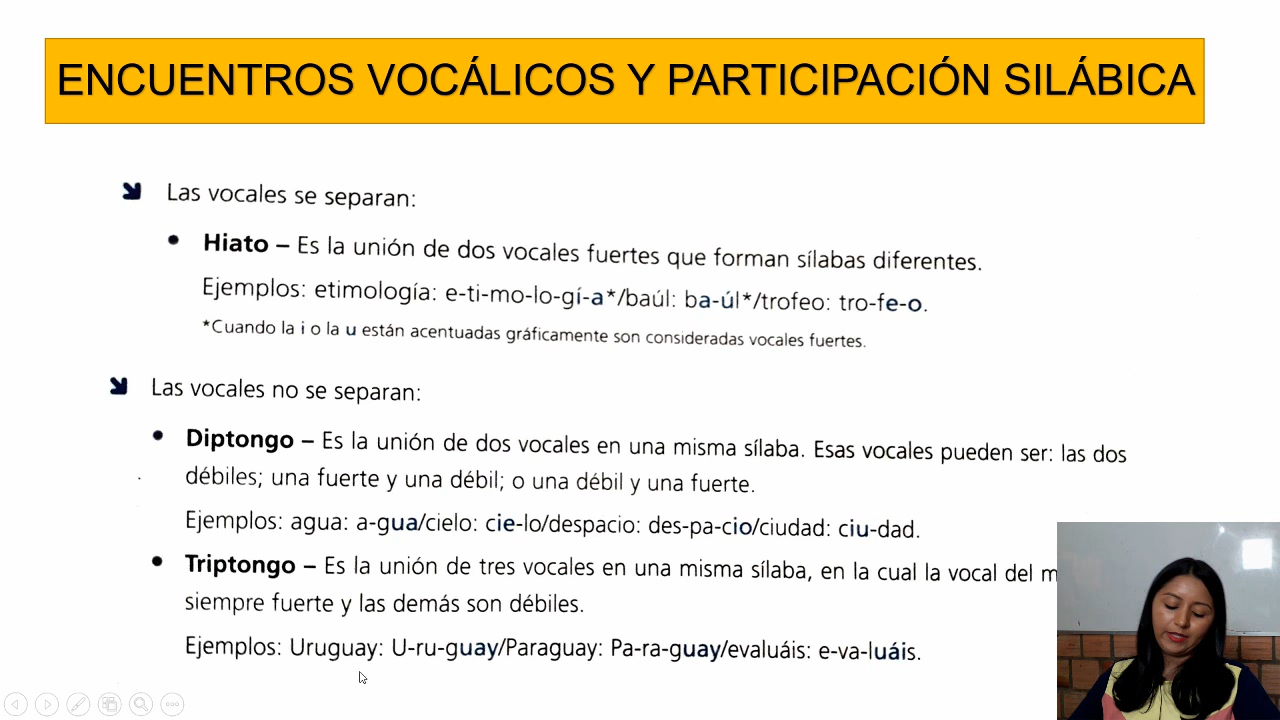 ENCUENTROS VOCÁLICOS Y PARTICIPACIÓN SILÁBICA
Las vocales se separan:
Hiato – Es la unión de dos vocales fuertes que forman sílabas diferentes.
Ejemplos: etimología: e-ti-mo-lo-gí-a*/baúl: ba-úl*/trofeo: tro-fe-o.
*Cuando la i o la u están acentuadas gráficamente son consideradas vocales fuertes.
Las vocales no se separan:
Diptongo – Es la unión de dos vocales en una misma sílaba. Esas vocales pueden ser: las dos
débiles; una fuerte y una débil; o una débil y una fuerte.
Ejemplos: agua: a-gua/cielo: cie-lo/despacio: des-pa-cio/ciudad: ciu-dad.
Triptongo – Es la unión de tres vocales en una misma sílaba, en la cual la vocal del
siempre fuerte y las demás son débiles.
Ejemplos: Uruguay: U-ru-guay/Paraguay: Pa-ra-guay/evaluáis: e-va-luáis.